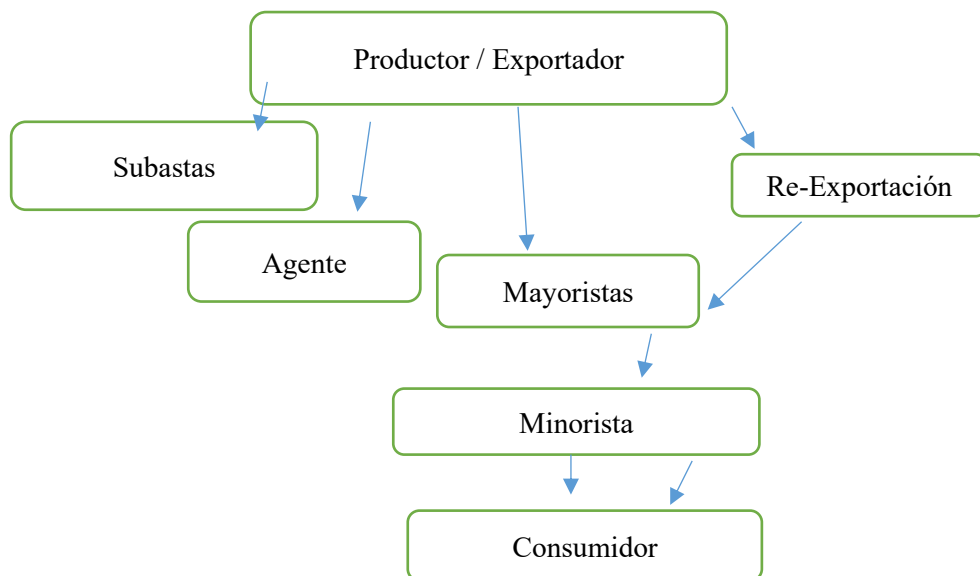 Productor / Exportador
Subastas
Re-Exportación
Agente
Mayoristas
Minorista
Consumidor